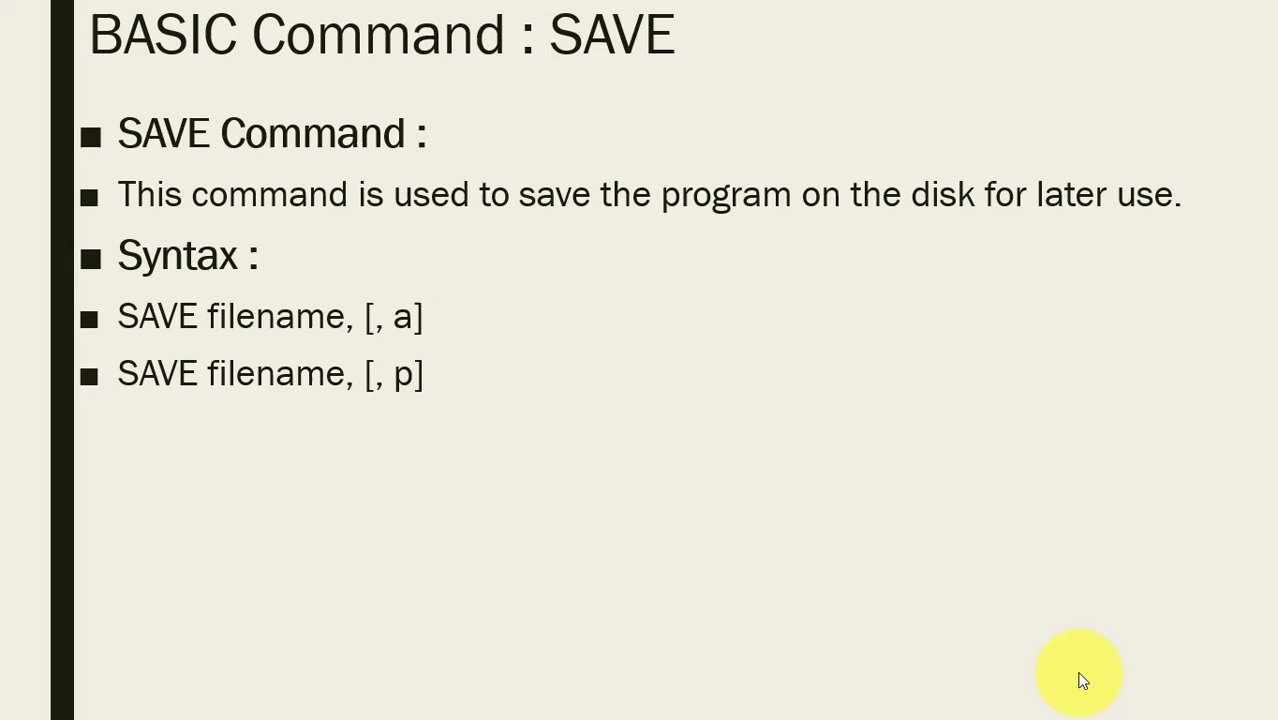 BASIC Command : SAVE
SAVE Command :
This command is used to save the program on the disk for later use.
Syntax :
SAVE filename, [, a]
SAVE filename, [, p]